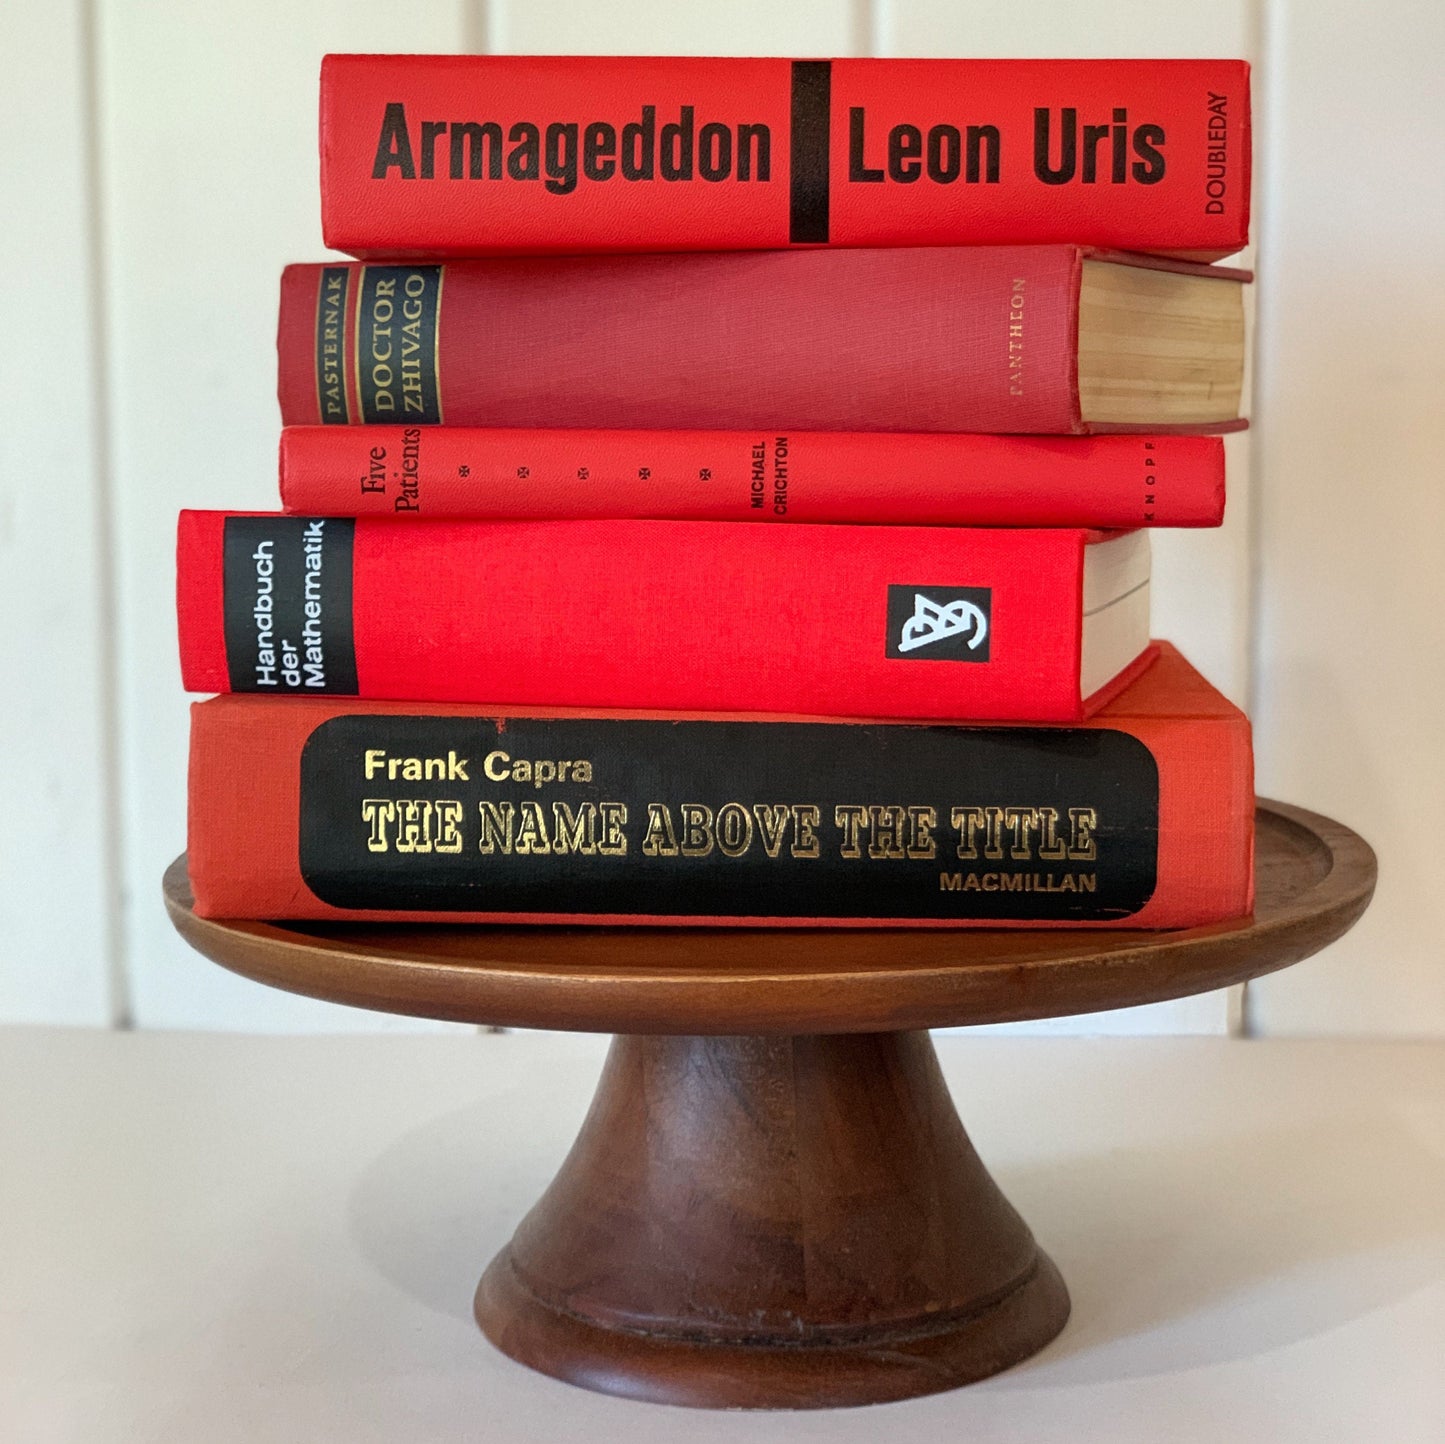 Armageddon
Leon Uris
DOUBLEDAY
PASTERNAK
DOCTOR
ZHIVAGO
PANTHEON
Five
Patients
MICHAEL
CRICHTON
KNOPF
Handbuch
der
Mathematik
Frank Capra
THE NAME ABOVE THE TITLE
MACMILLAN